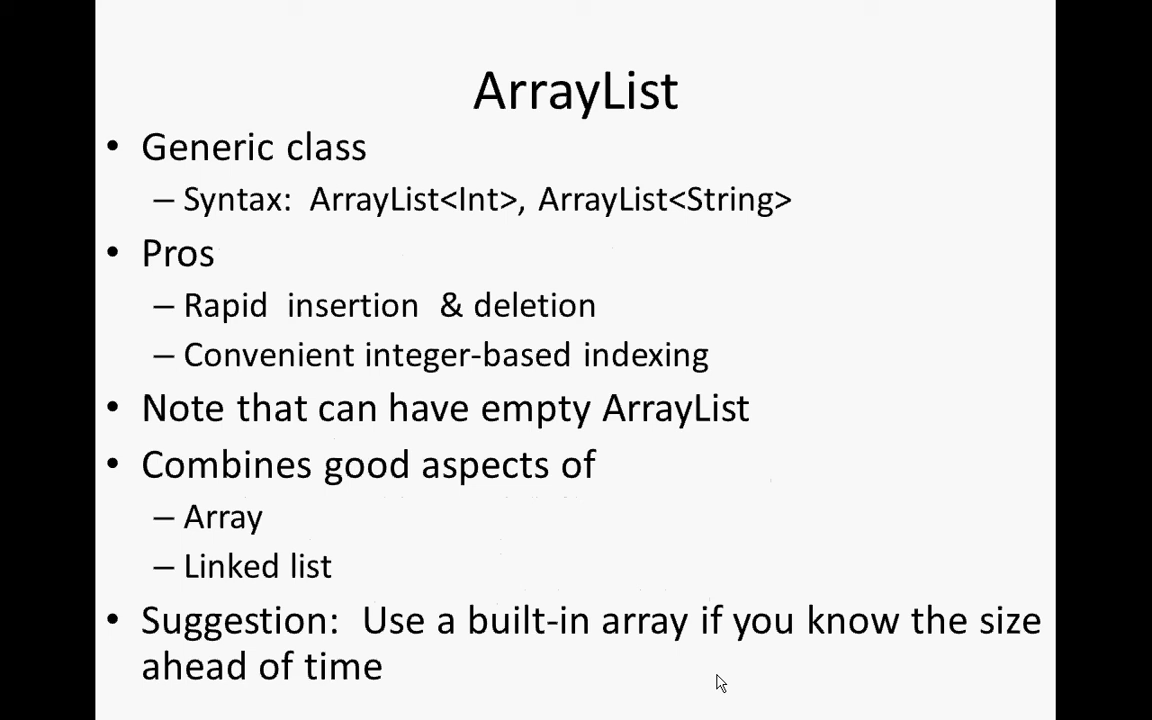 ArrayList
• Generic class
– Syntax: ArrayList<Int>, ArrayList<String>
• Pros
– Rapid insertion & deletion
– Convenient integer-based indexing
• Note that can have empty ArrayList
• Combines good aspects of
– Array
– Linked list
• Suggestion: Use a built-in array if you know the size
ahead of time